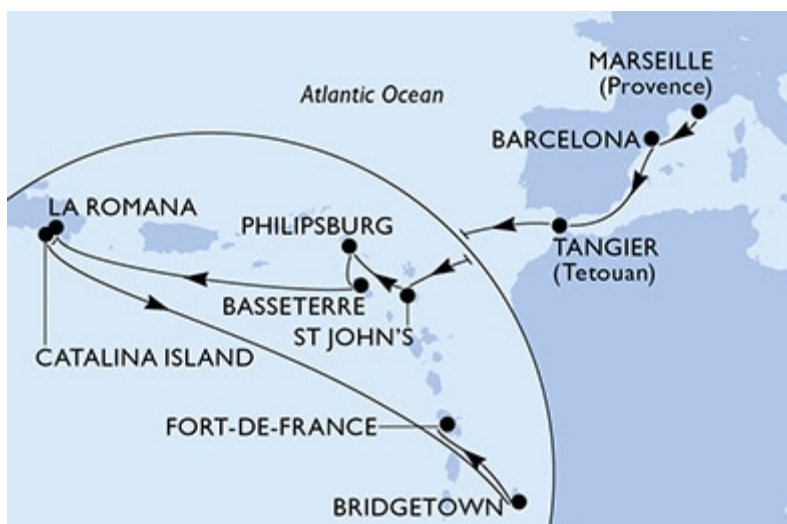 MARSEILLE
(Provence)
Atlantic Ocean
BARCELONA
LA ROMANA
PHILIPSBURG
TANGIER
(Tetouan)
BASSETERRE
ST JOHN'S
CATALINA ISLAND
FORT-DE-FRANCE
BRIDGETOWN